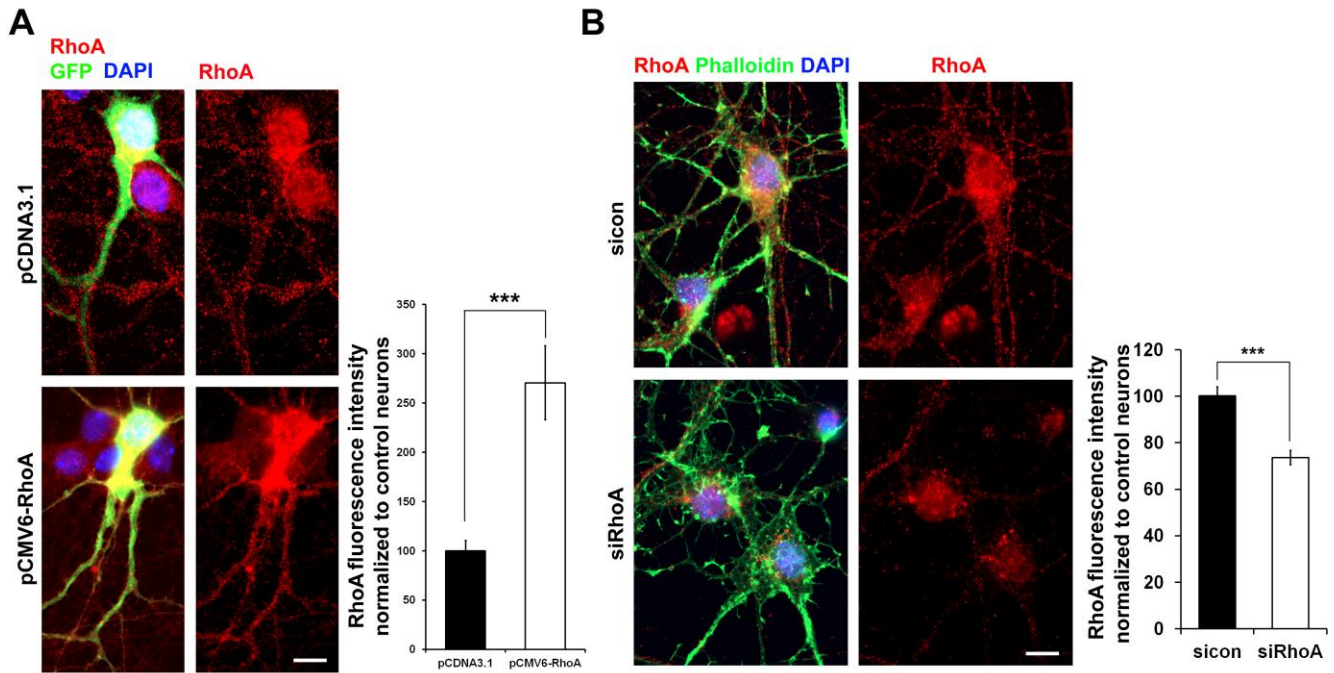 A
RhoA
GFP DAPI
RhoA
pCDNA3.1
pCMV6-RhoA
RhoA fluorescence intensity
normalized to control neurons
350
300
250
200
150
100
50
0
***
pCDNA3.1
pCMV6-RhoA
B
RhoA Phalloidin DAPI
RhoA
sicon
siRhoA
RhoA fluorescence intensity
normalized to control neurons
120
100
80
60
40
20
0
***
sicon
siRhoA